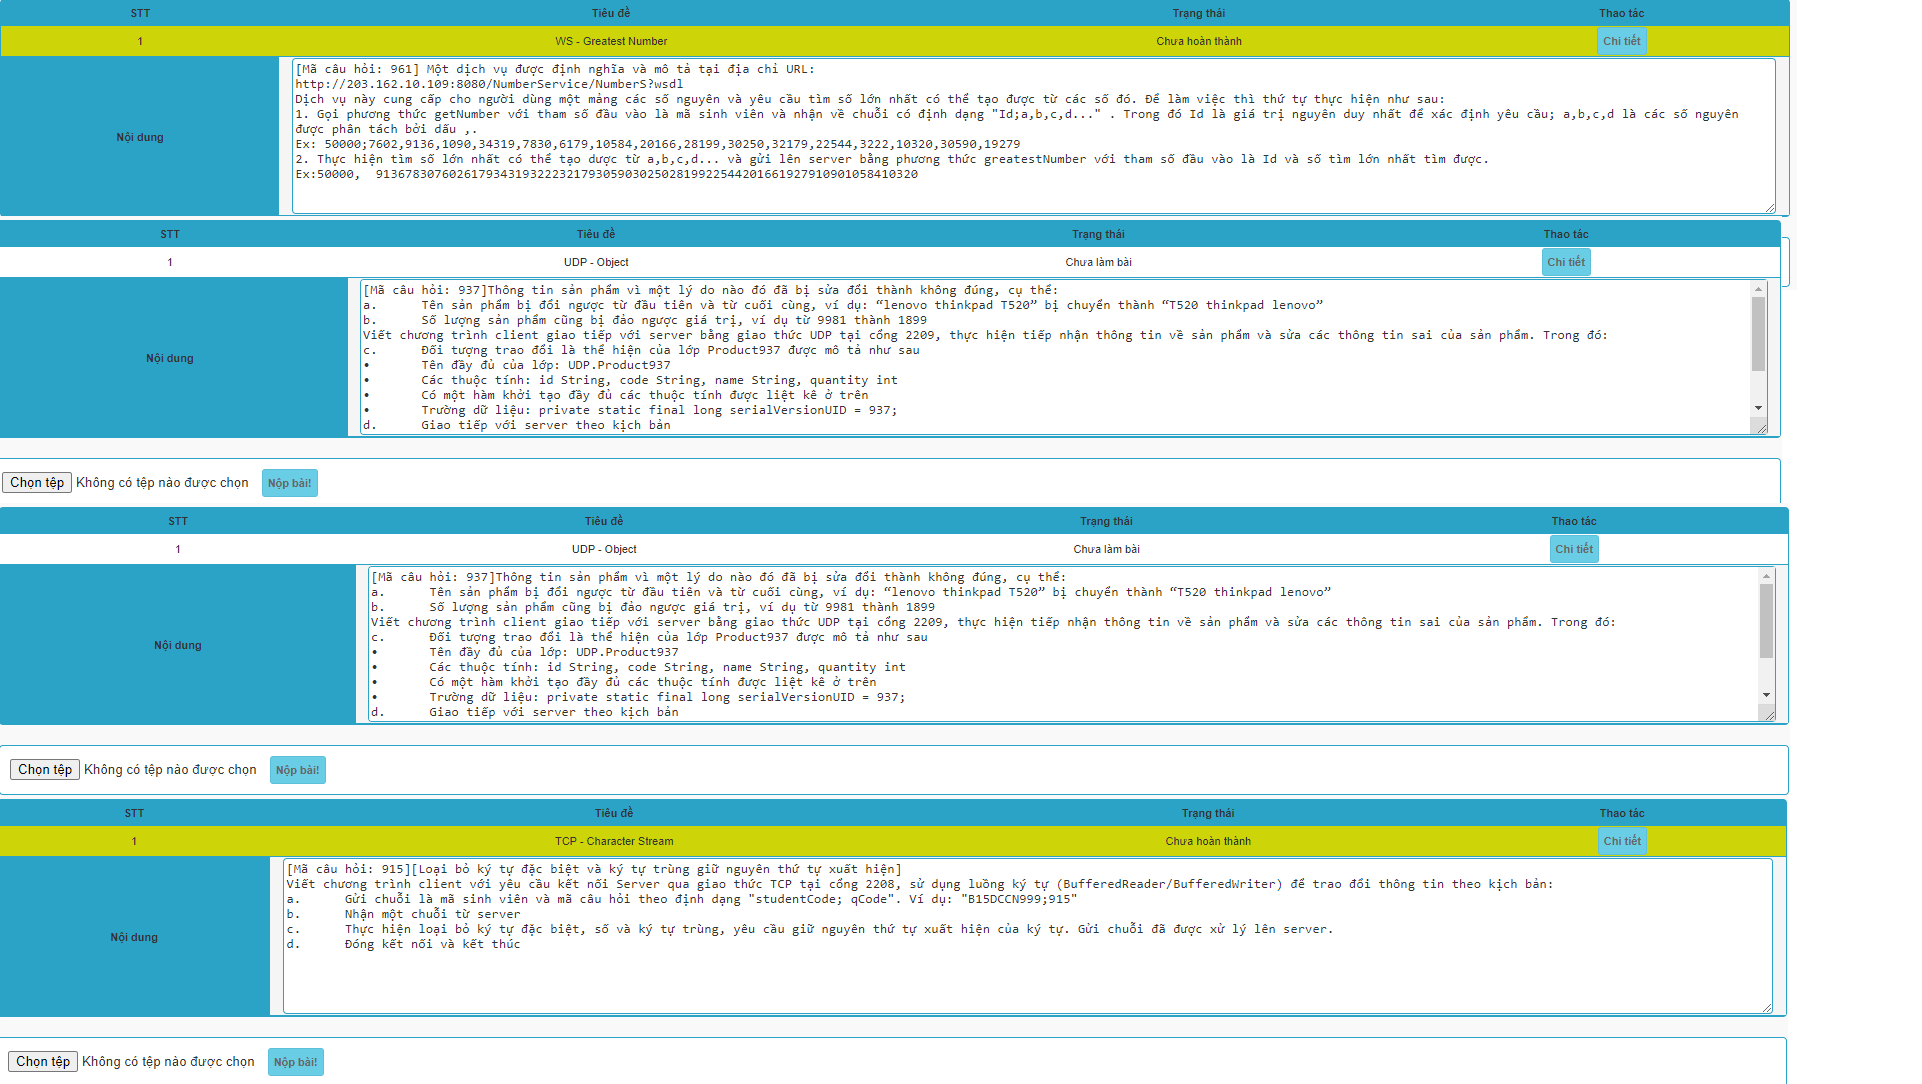 STT Tiêu đề Trạng thái Thao tác
1 WS - Greatest Number Chưa hoàn thành Chi tiết
Nội dung
[Mã câu hỏi: 961] Một dịch vụ được định nghĩa và mô tả tại địa chỉ URL:
http://203.162.10.109:8080/NumberService/NumberS?wsdl
Dịch vụ này cung cấp cho người dùng một mảng các số nguyên và yêu cầu tìm số lớn nhất có thể tạo được từ các số đó. Để làm việc thì thứ tự thực hiện như sau:
1. Gọi phương thức getNumber với tham số đầu vào là mã sinh viên và nhận về chuỗi có định dạng "Id;a,b,c,d..." . Trong đó Id là giá trị nguyên duy nhất để xác định yêu cầu; a,b,c,d là các số nguyên
được phân tách bởi dấu ,.
Ex: 50000;7602,9136,1090,34319,7830,6179,10584,20166,28199,30250,32179,22544,3222,10320,30590,19279
2. Thực hiện tìm số lớn nhất có thể tạo dược từ a,b,c,d... và gửi lên server bằng phương thức greatestNumber với tham số đầu vào là Id và số tìm lớn nhất tìm được.
Ex:50000,  9136783076026179343193222321793059030250281992254420166192791090105841​0320
STT Tiêu đề Trạng thái Thao tác
1 UDP - Object Chưa làm bài Chi tiết
Nội dung
[Mã câu hỏi: 937]Thông tin sản phẩm vì một lý do nào đó đã bị sửa đổi thành không đúng, cụ thể:
a. Tên sản phẩm bị đổi ngược từ đầu tiên và từ cuối cùng, ví dụ: “lenovo thinkpad T520” bị chuyển thành “T520 thinkpad lenovo”
b. Số lượng sản phẩm cũng bị đảo ngược giá trị, ví dụ từ 9981 thành 1899
Viết chương trình client giao tiếp với server bằng giao thức UDP tại cổng 2209, thực hiện tiếp nhận thông tin về sản phẩm và sửa các thông tin sai của sản phẩm. Trong đó:
c. Đối tượng trao đổi là thể hiện của lớp Product937 được mô tả như sau
• Tên đầy đủ của lớp: UDP.Product937
• Các thuộc tính: id String, code String, name String, quantity int
• Có một hàm khởi tạo đầy đủ các thuộc tính được liệt kê ở trên
• Trường dữ liệu: private static final long serialVersionUID = 937;
d. Giao tiếp với server theo kịch bản
Chọn tệp Không có tệp nào được chọn Nộp bài!
STT Tiêu đề Trạng thái Thao tác
1 UDP - Object Chưa làm bài Chi tiết
Nội dung
[Mã câu hỏi: 937]Thông tin sản phẩm vì một lý do nào đó đã bị sửa đổi thành không đúng, cụ thể:
a. Tên sản phẩm bị đổi ngược từ đầu tiên và từ cuối cùng, ví dụ: “lenovo thinkpad T520” bị chuyển thành “T520 thinkpad lenovo”
b. Số lượng sản phẩm cũng bị đảo ngược giá trị, ví dụ từ 9981 thành 1899
Viết chương trình client giao tiếp với server bằng giao thức UDP tại cổng 2209, thực hiện tiếp nhận thông tin về sản phẩm và sửa các thông tin sai của sản phẩm. Trong đó:
c. Đối tượng trao đổi là thể hiện của lớp Product937 được mô tả như sau
• Tên đầy đủ của lớp: UDP.Product937
• Các thuộc tính: id String, code String, name String, quantity int
• Có một hàm khởi tạo đầy đủ các thuộc tính được liệt kê ở trên
• Trường dữ liệu: private static final long serialVersionUID = 937;
d. Giao tiếp với server theo kịch bản
Chọn tệp Không có tệp nào được chọn Nộp bài!
STT Tiêu đề Trạng thái Thao tác
1 TCP - Character Stream Chưa hoàn thành Chi tiết
Nội dung
[Mã câu hỏi: 915][Loại bỏ ký tự đặc biệt và ký tự trùng giữ nguyên thứ tự xuất hiện]
Viết chương trình client với yêu cầu kết nối Server qua giao thức TCP tại cổng 2208, sử dụng luồng ký tự (BufferedReader/BufferedWriter) để trao đổi thông tin theo kịch bản:
a. Gửi chuỗi là mã sinh viên và mã câu hỏi theo định dạng "studentCode; qCode". Ví dụ: "B15DCCN999;915"
b. Nhận một chuỗi từ server
c. Thực hiện loại bỏ ký tự đặc biệt, số và ký tự trùng, yêu cầu giữ nguyên thứ tự xuất hiện của ký tự. Gửi chuỗi đã được xử lý lên server.
d. Đóng kết nối và kết thúc
Chọn tệp Không có tệp nào được chọn Nộp bài!